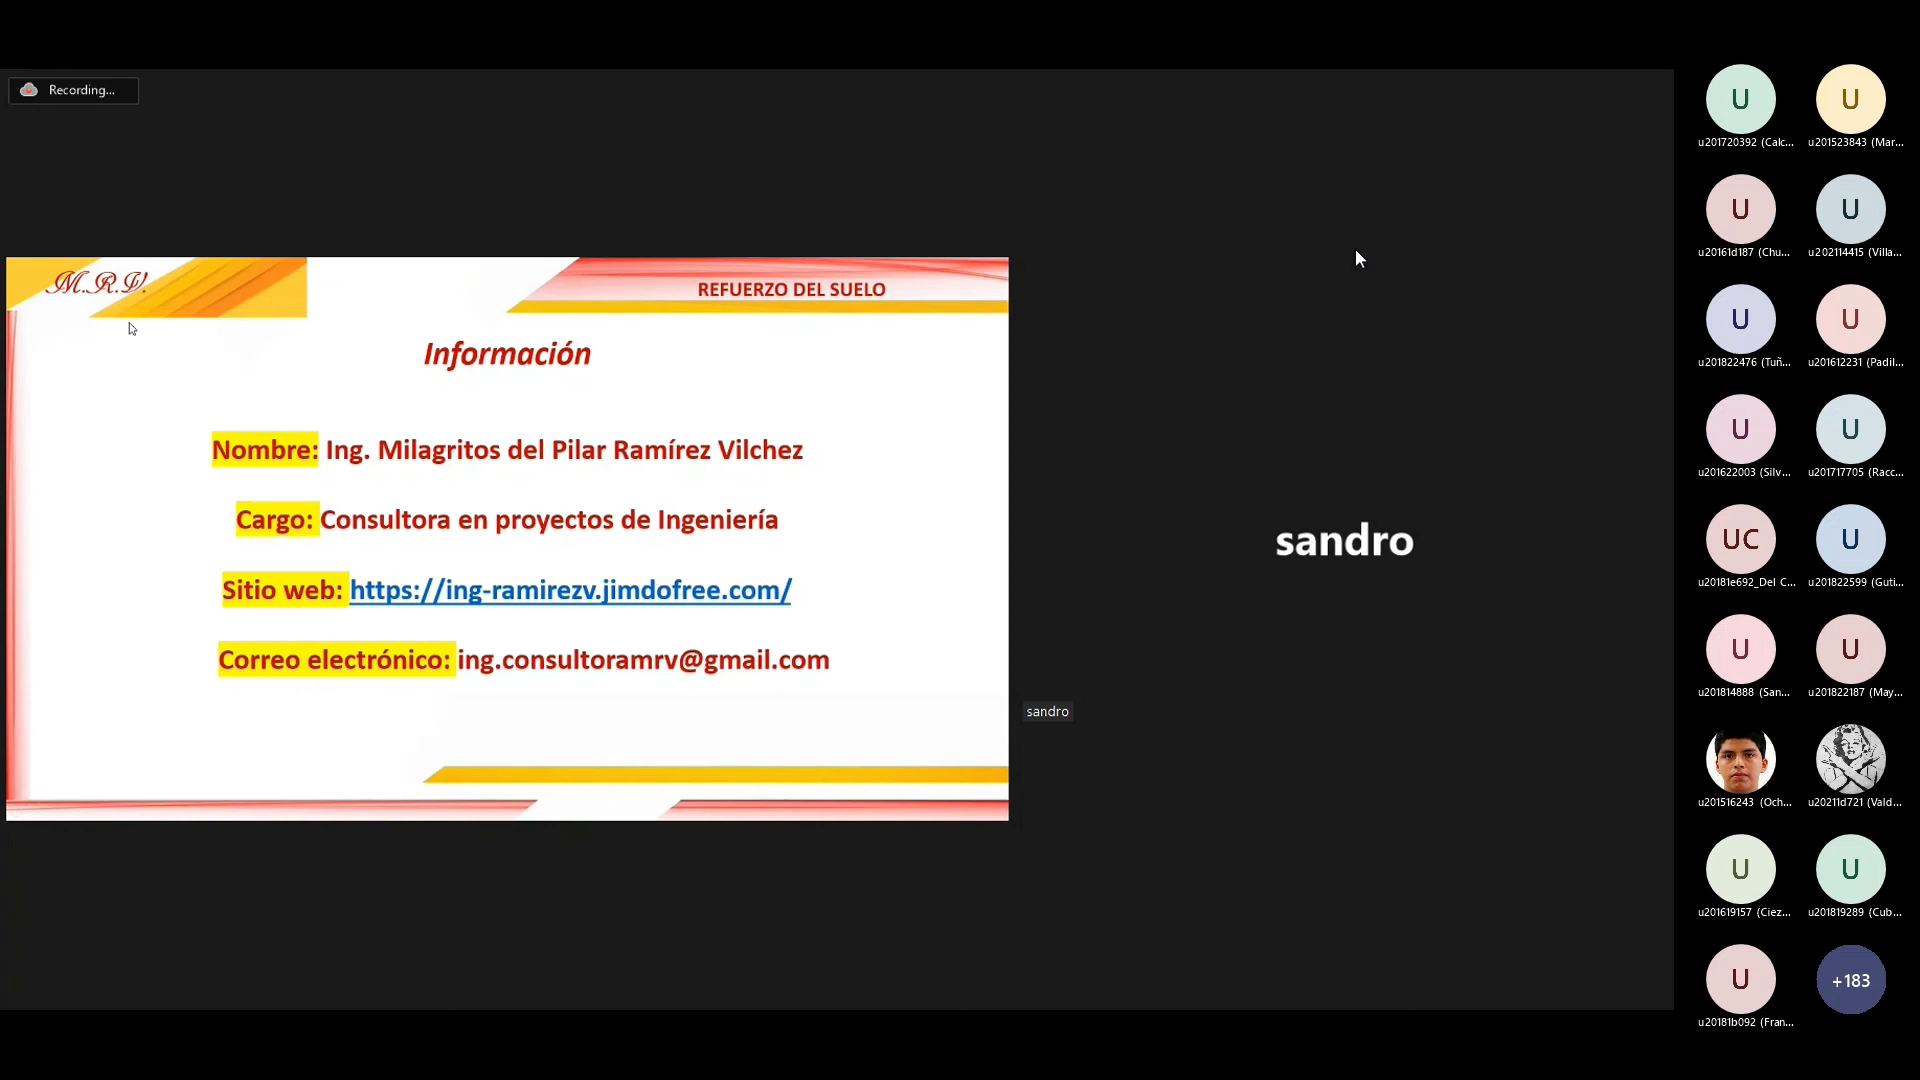 Recording...
M.R.V.
REFUERZO DEL SUELO
Información
Nombre: Ing. Milagritos del Pilar Ramírez Vilchez
Cargo: Consultora en proyectos de Ingeniería
Sitio web: https://ing-ramirezv.jimdofree.com/
Correo electrónico: ing.consultoramrv@gmail.com
sandro
sandro
U
U
u201720392 (Calc...
u201523843 (Mar...
U
U
u20161d187 (Chu...
u202114415 (Villa...
U
U
u201822476 (Tuñ...
u201612231 (Padil...
U
U
u201622003 (Silv...
u201717705 (Racc...
UC
U
u20181e692_Del C...
u201822599 (Guti...
U
U
u201814888 (San...
u201822187 (May...
u201516243 (Och...
u20211d721 (Vald...
U
U
u201619157 (Ciez...
u201819289 (Cub...
U
+183
u20181b092 (Fran...